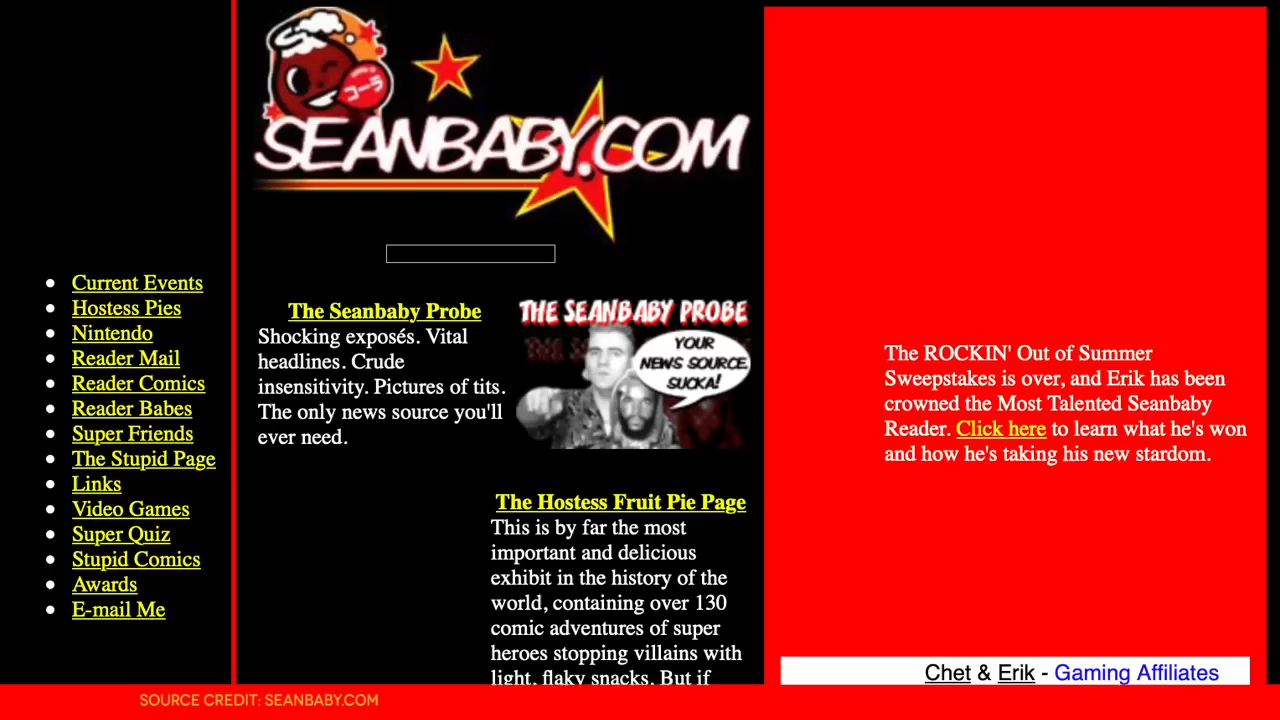 コーラ
SEANBABY.COM
Current Events
Hostess Pies
Nintendo
Reader Mail
Reader Comics
Reader Babes
Super Friends
The Stupid Page
Links
Video Games
Super Quiz
Stupid Comics
Awards
E-mail Me
The Seanbaby Probe
Shocking exposés. Vital
headlines. Crude
insensitivity. Pictures of tits.
The only news source you'll
ever need.
THE SEANBABY PROBE
YOUR
NEWS SOURCE,
SUCKA!
The Hostess Fruit Pie Page
This is by far the most
important and delicious
exhibit in the history of the
world, containing over 130
comic adventures of super
heroes stopping villains with
light, flaky snacks. But if
The ROCKIN' Out of Summer
Sweepstakes is over, and Erik has been
crowned the Most Talented Seanbaby
Reader. Click here to learn what he's won
and how he's taking his new stardom.
Chet & Erik - Gaming Affiliates
SOURCE CREDIT: SEANBABY.COM